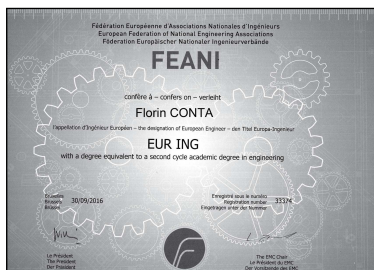 Fédération Européenne d'Associations Nationales d'Ingénieurs
European Federation of National Engineering Associations
Föderation Europäischer Nationaler Ingenieurverbände
FEANI
confère à – confers on – verleiht
Florin CONTA
l'appellation d'Ingénieur Européen – the designation of European Engineer – den Titel Europa-Ingenieur
EUR ING
with a degree equivalent to a second cycle academic degree in engineering
Bruxelles
Brussels 30/09/2016
Brüssel
Enregistré sous le numéro
Registration number 33374
Eingetragen unter der Nummer
Le Président
The President
Der Präsident
The EMC Chair
Le Président du EMC
Der Vorsitzende des EMC